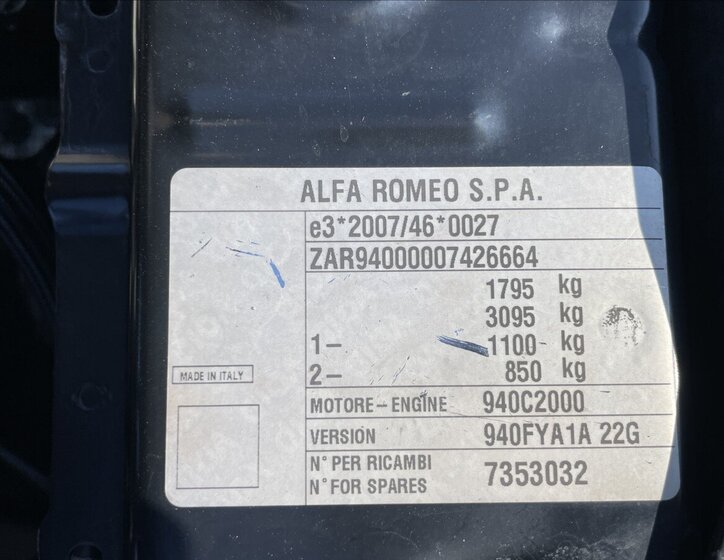 ALFA ROMEO S.P.A.
e3*2007/46*0027
ZAR94000007426664
1795 kg
3095 kg
1- 1100- kg
2- 850 kg
MADE IN ITALY
MOTORE-ENGINE 940C2000
VERSION 940FYA1A 22G
N° PER RICAMBI
N° FOR SPARES 7353032